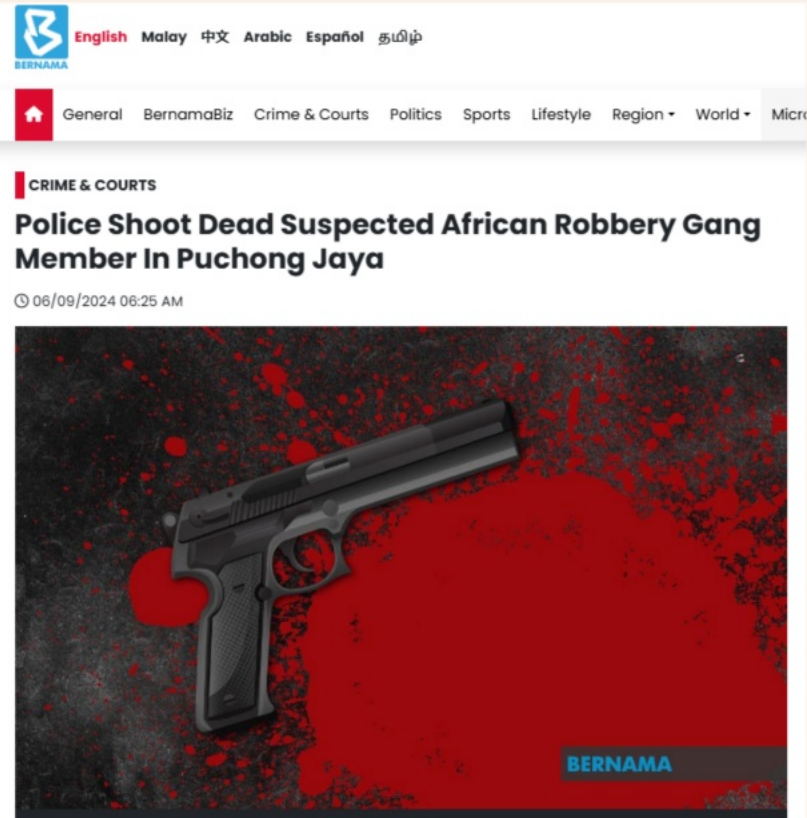 BERNAMA
English Malay 中文 Arabic Español தமிழ்
General BernamaBiz Crime & Courts Politics Sports Lifestyle Region World Micro
CRIME & COURTS
Police Shoot Dead Suspected African Robbery Gang
Member In Puchong Jaya
06/09/2024 06:25 AM
BERNAMA